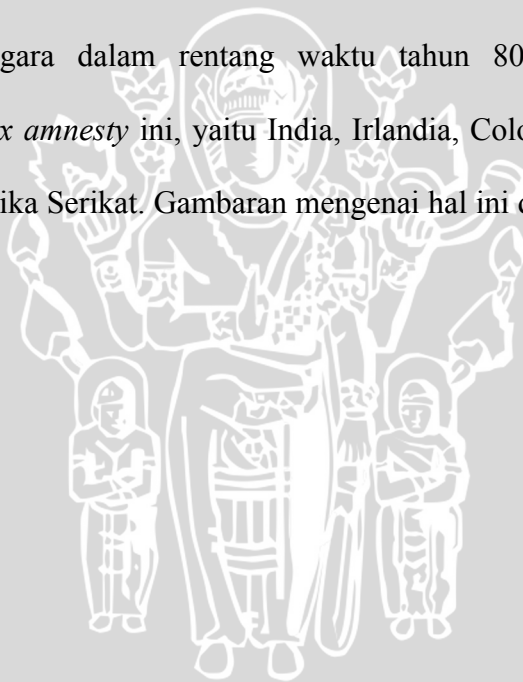 gara dalam rentang waktu tahun 80
x amnesty ini, yaitu India, Irlandia, Colo
ika Serikat. Gambaran mengenai hal ini